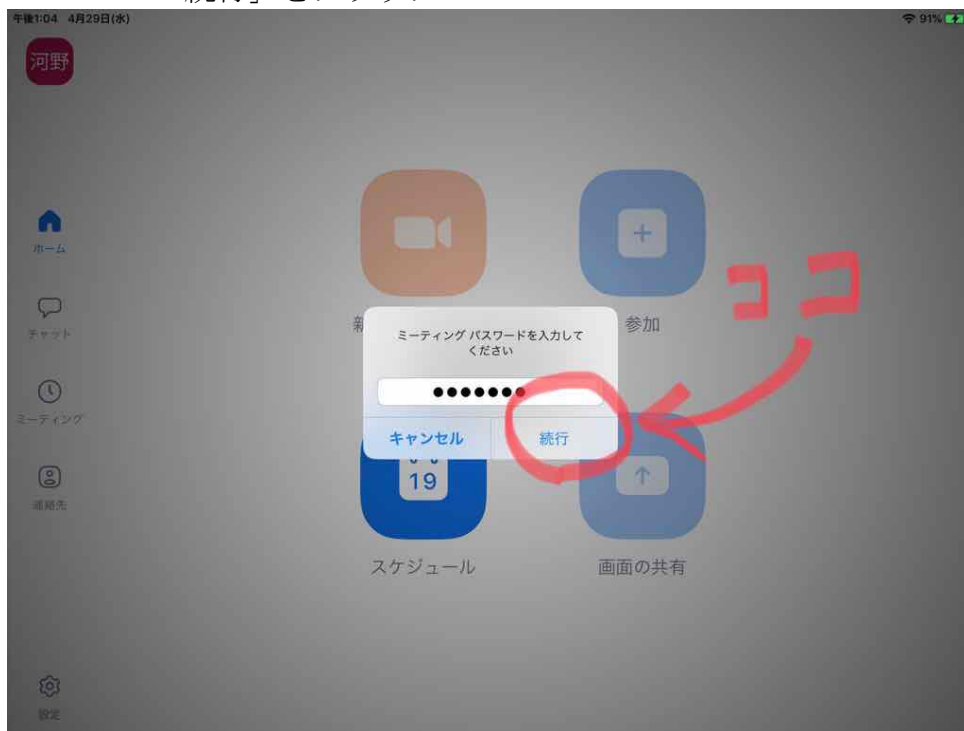 午後1:04 4月29日(水)
91%
河野
ホーム
チャット
ミーティング
連絡先
設定
新
参加
ミーティング パスワードを入力して
ください
●●●●●●●
キャンセル
続行
ココ
19
スケジュール
画面の共有